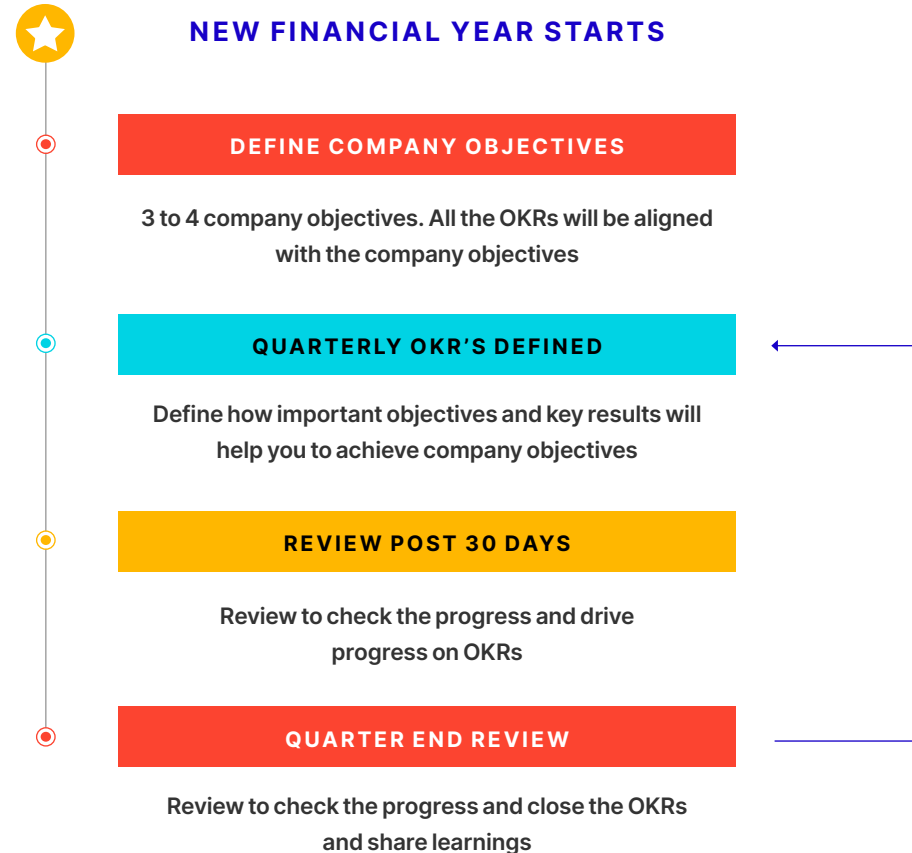 NEW FINANCIAL YEAR STARTS
DEFINE COMPANY OBJECTIVES
3 to 4 company objectives. All the OKRs will be aligned
with the company objectives
QUARTERLY OKR’S DEFINED
Define how important objectives and key results will
help you to achieve company objectives
REVIEW POST 30 DAYS
Review to check the progress and drive
progress on OKRs
QUARTER END REVIEW
Review to check the progress and close the OKRs
and share learnings